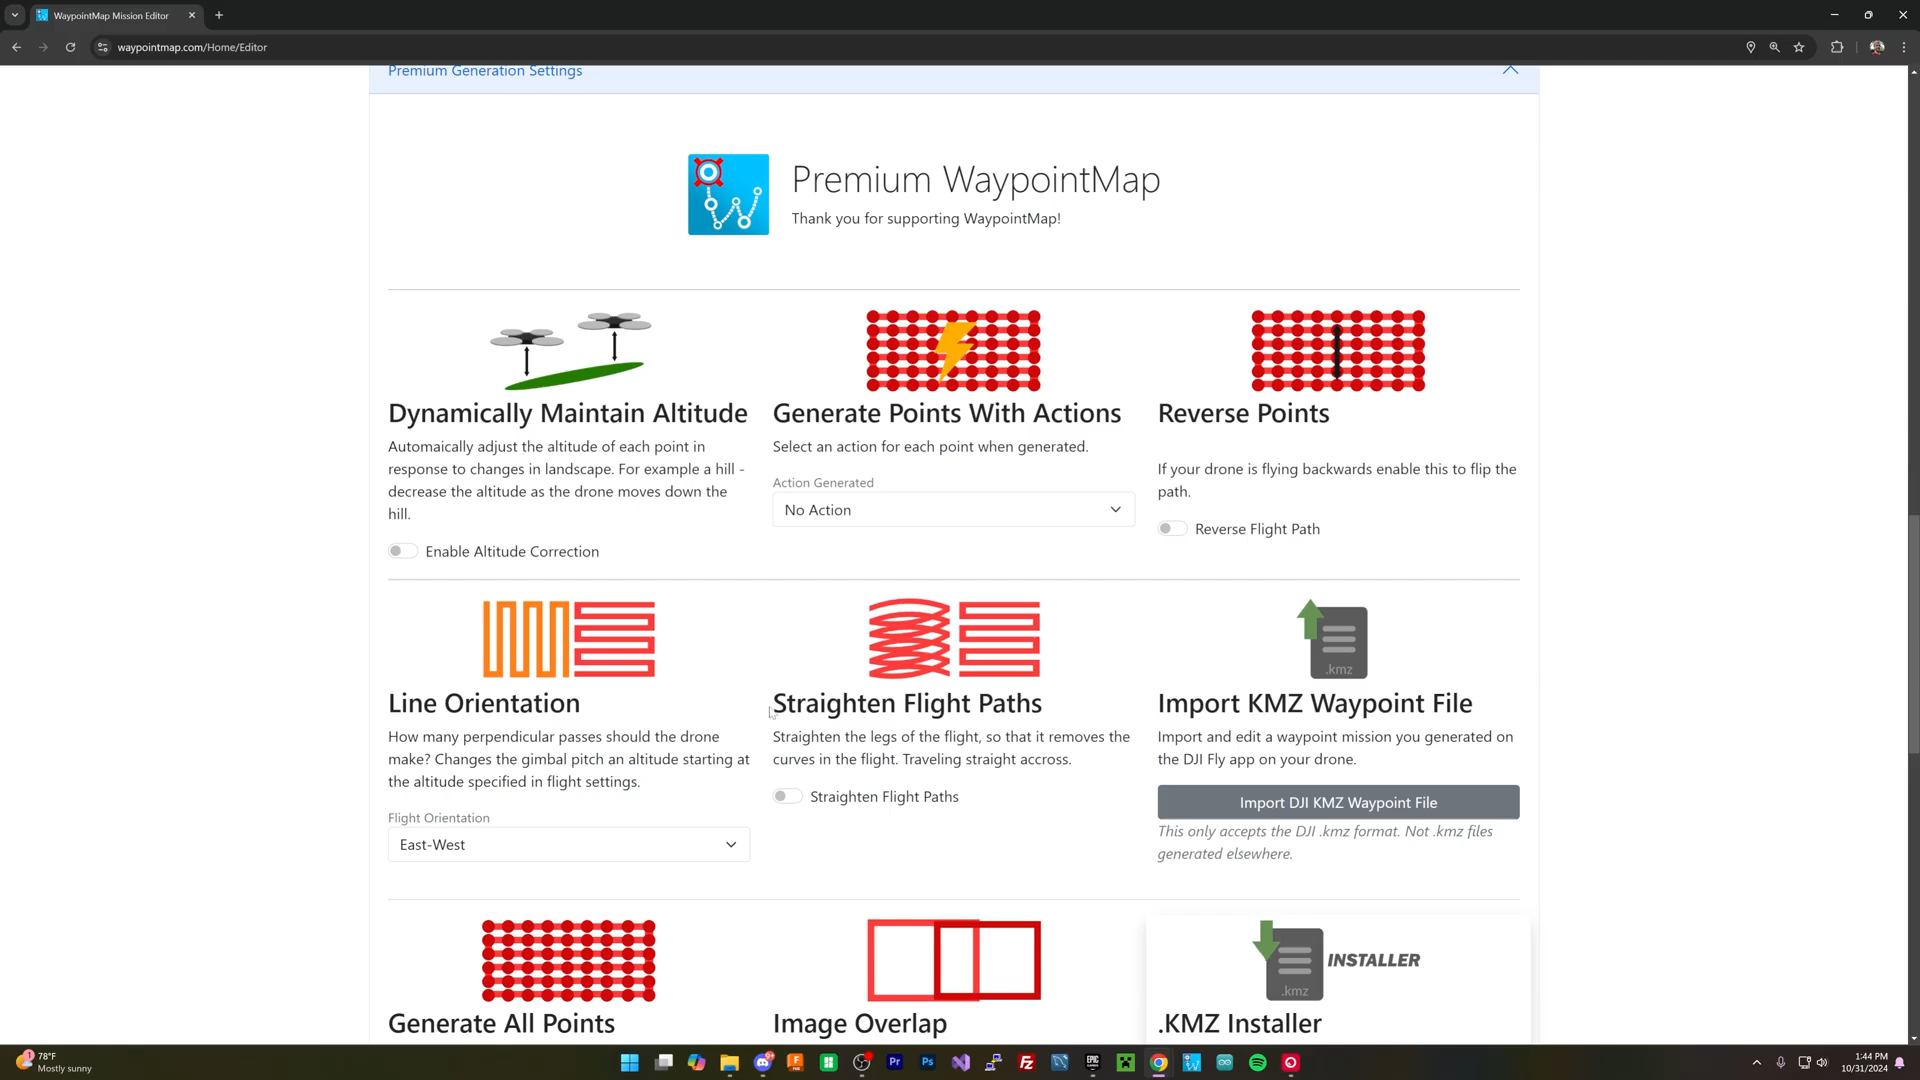 WaypointMap Mission Editor
waypointmap.com/Home/Editor
Premium Generation Settings
Premium WaypointMap
Thank you for supporting WaypointMap!
Dynamically Maintain Altitude
Automaically adjust the altitude of each point in
response to changes in landscape. For example a hill -
decrease the altitude as the drone moves down the
hill.
Enable Altitude Correction
Generate Points With Actions
Select an action for each point when generated.
Action Generated
No Action
Reverse Points
If your drone is flying backwards enable this to flip the
path.
Reverse Flight Path
Line Orientation
How many perpendicular passes should the drone
make? Changes the gimbal pitch an altitude starting at
the altitude specified in flight settings.
Flight Orientation
East-West
Straighten Flight Paths
Straighten the legs of the flight, so that it removes the
curves in the flight. Traveling straight accross.
Straighten Flight Paths
.kmz
Import KMZ Waypoint File
Import and edit a waypoint mission you generated on
the DJI Fly app on your drone.
Import DJI KMZ Waypoint File
This only accepts the DJI .kmz format. Not .kmz files
generated elsewhere.
Generate All Points
Image Overlap
.kmz
INSTALLER
.KMZ Installer
1
78°F
Mostly sunny
Pr
Ps
Fz
EPIC
1:44 PM
10/31/2024